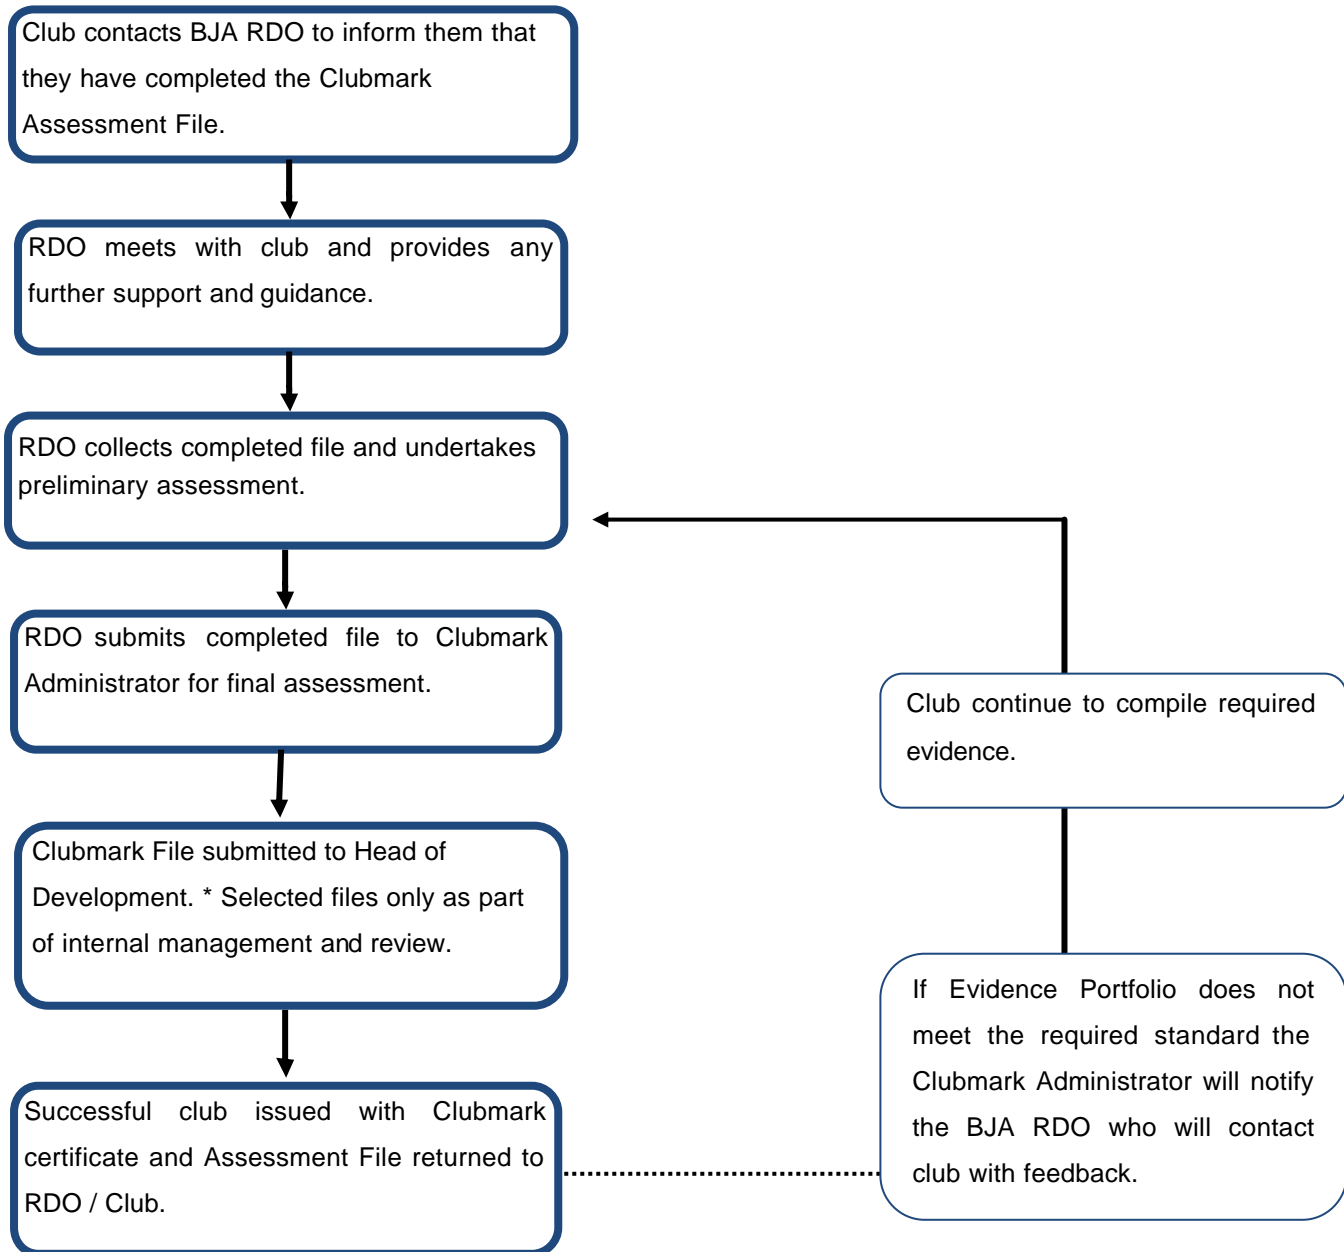 Club contacts BJA RDO to inform them that
they have completed the Clubmark
Assessment File.
RDO meets with club and provides any
further support and guidance.
RDO collects completed file and undertakes
preliminary assessment.
RDO submits completed file to Clubmark
Administrator for final assessment.
Clubmark File submitted to Head of
Development. * Selected files only as part
of internal management and review.
Successful club issued with Clubmark
certificate and Assessment File returned to
RDO / Club.
Club continue to compile required
evidence.
If Evidence Portfolio does not
meet the required standard the
Clubmark Administrator will notify
the BJA RDO who will contact
club with feedback.